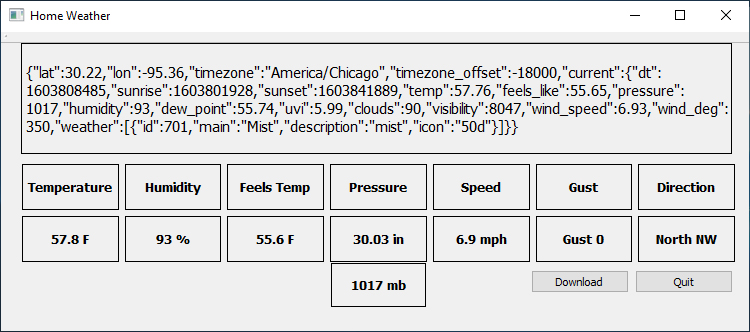 Home Weather
{"lat":30.22,"lon":-95.36,"timezone":"America/Chicago","timezone_offset":-18000,"current":{"dt":
1603808485,"sunrise":1603801928,"sunset":1603841889,"temp":57.76,"feels_like":55.65,"pressure":
1017,"humidity":93,"dew_point":55.74,"uvi":5.99,"clouds":90,"visibility":8047,"wind_speed":6.93,"wind_deg":
350,"weather":[{"id":701,"main":"Mist","description":"mist","icon":"50d"}]}}
Temperature Humidity Feels Temp Pressure Speed Gust Direction
57.8 F 93 % 55.6 F 30.03 in 6.9 mph Gust 0 North NW
1017 mb Download Quit